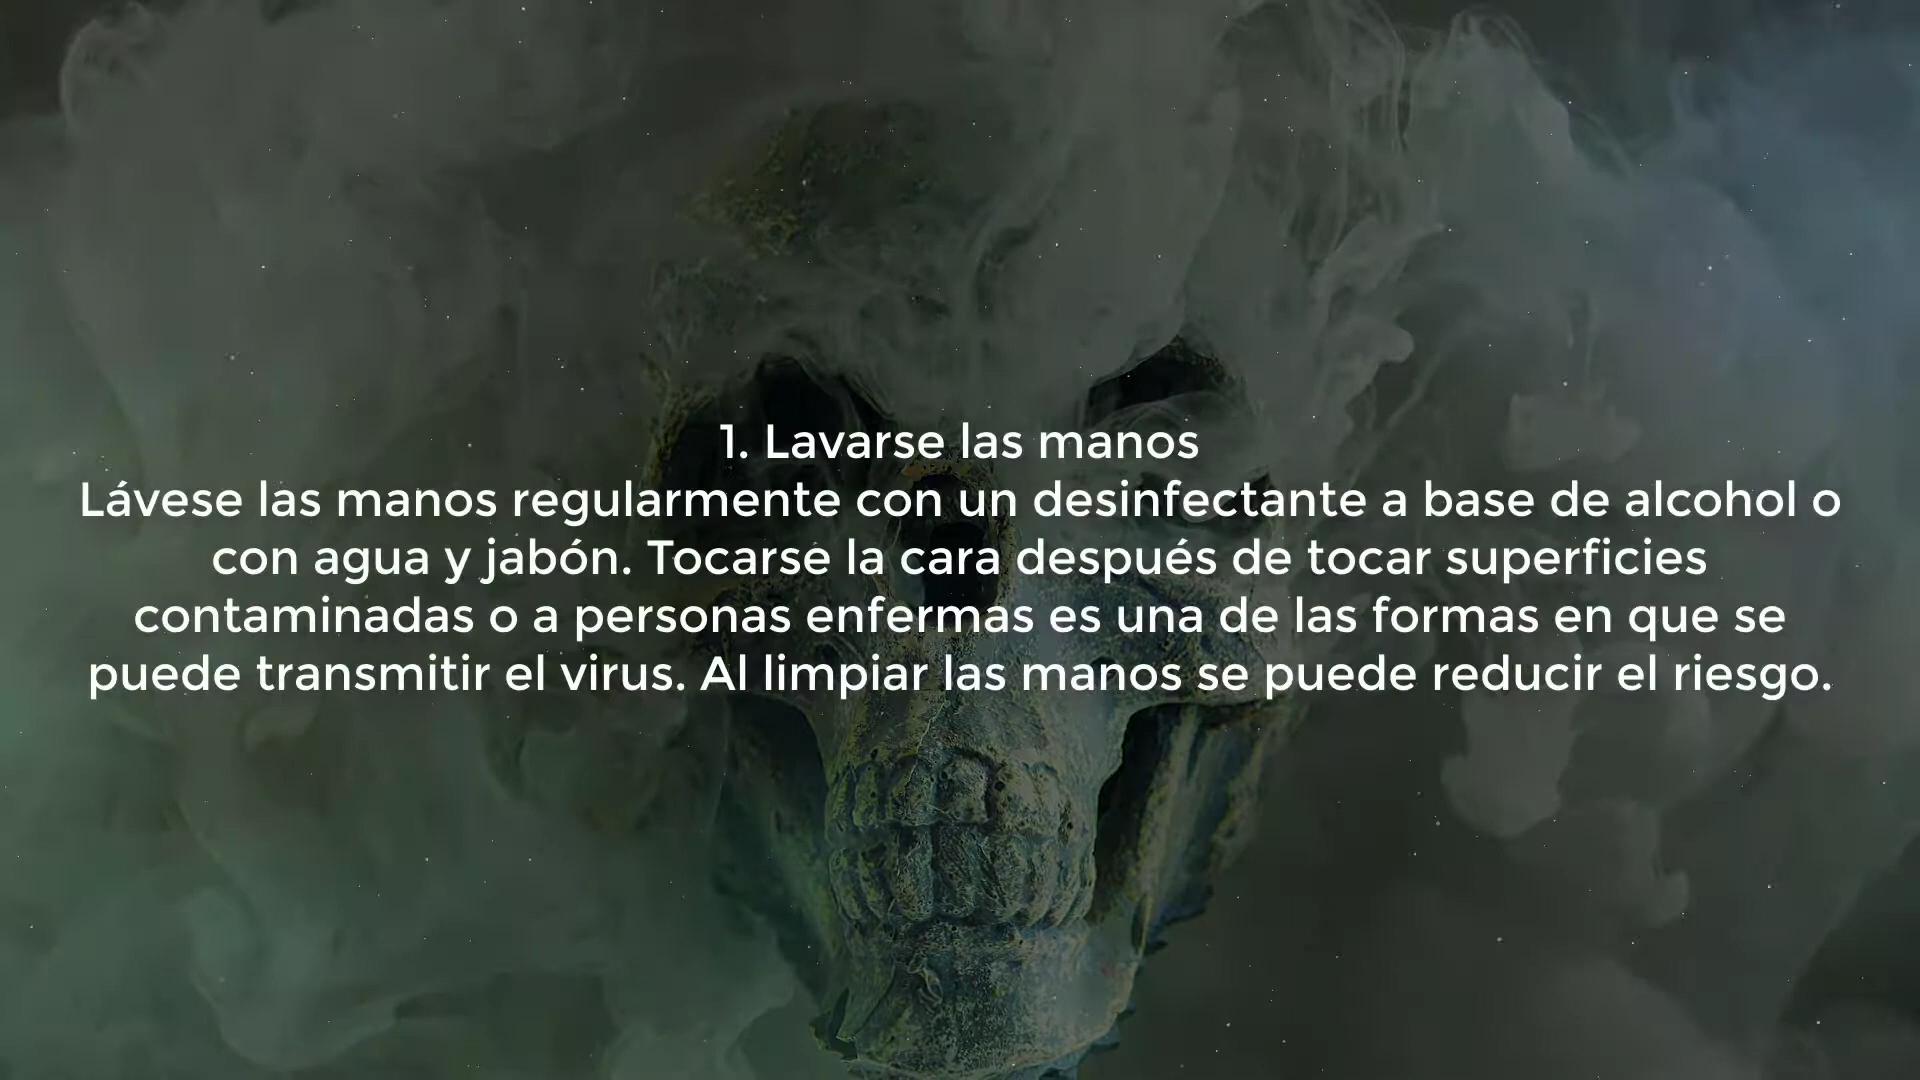 1. Lavarse las manos
Lávese las manos regularmente con un desinfectante a base de alcohol o
con agua y jabón. Tocarse la cara después de tocar superficies
contaminadas o a personas enfermas es una de las formas en que se
puede transmitir el virus. Al limpiar las manos se puede reducir el riesgo.